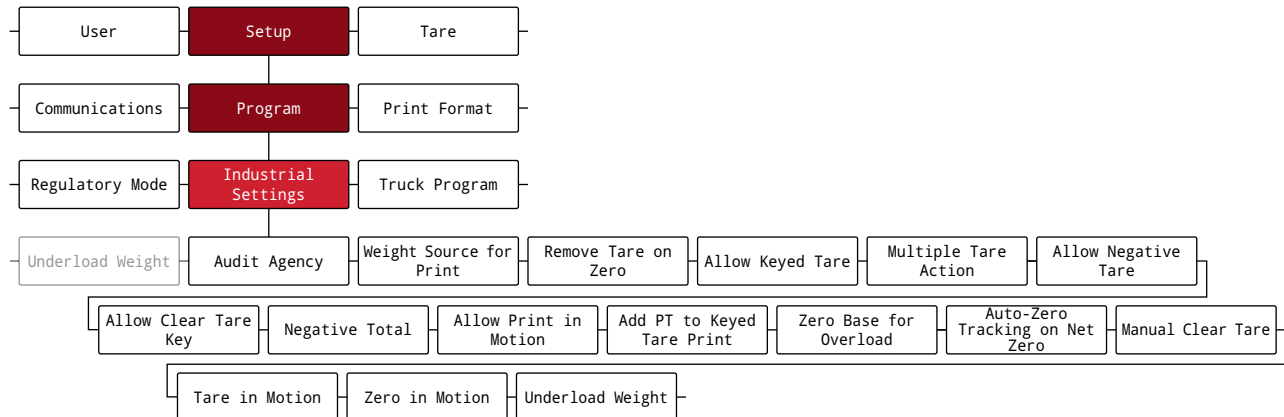 User
Setup
Tare
Communications
Program
Print Format
Regulatory Mode
Industrial
Settings
Truck Program
Underload Weight
Audit Agency
Weight Source for
Print
Remove Tare on
Zero
Allow Keyed Tare
Multiple Tare
Action
Allow Negative
Tare
Allow Clear Tare
Key
Negative Total
Allow Print in
Motion
Add PT to Keyed
Tare Print
Zero Base for
Overload
Auto-Zero
Tracking on Net
Zero
Manual Clear Tare
Tare in Motion
Zero in Motion
Underload Weight